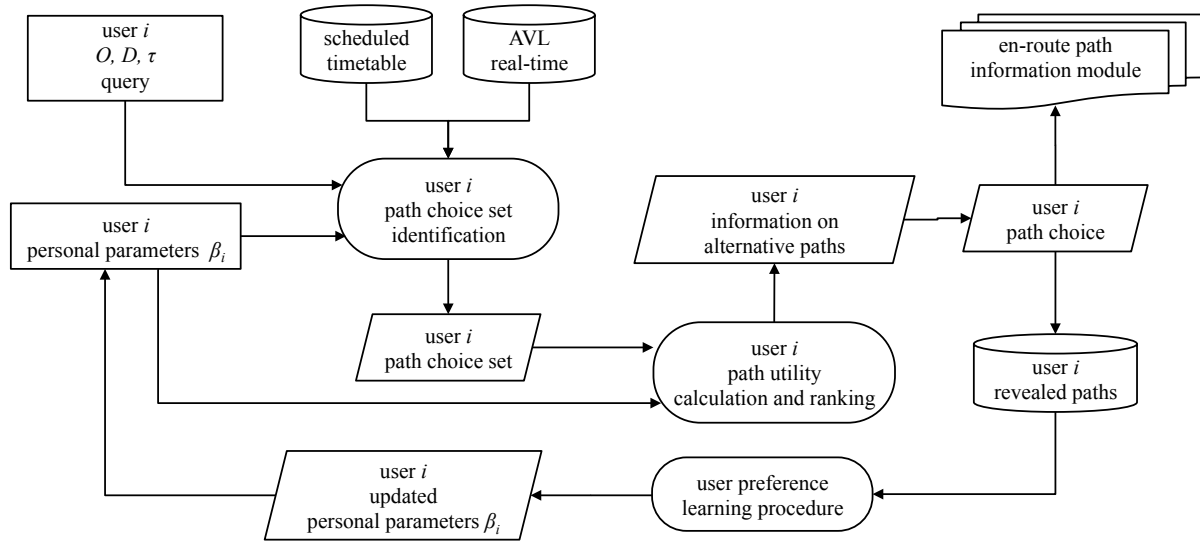 user i
O, D, τ
query
scheduled
timetable
AVL
real-time
en-route path
information module
user i
path choice set
identification
user i
personal parameters βi
user i
information on
alternative paths
user i
path choice
user i
path choice set
user i
path utility
calculation and ranking
user i
revealed paths
user i
updated
personal parameters βi
user preference
learning procedure